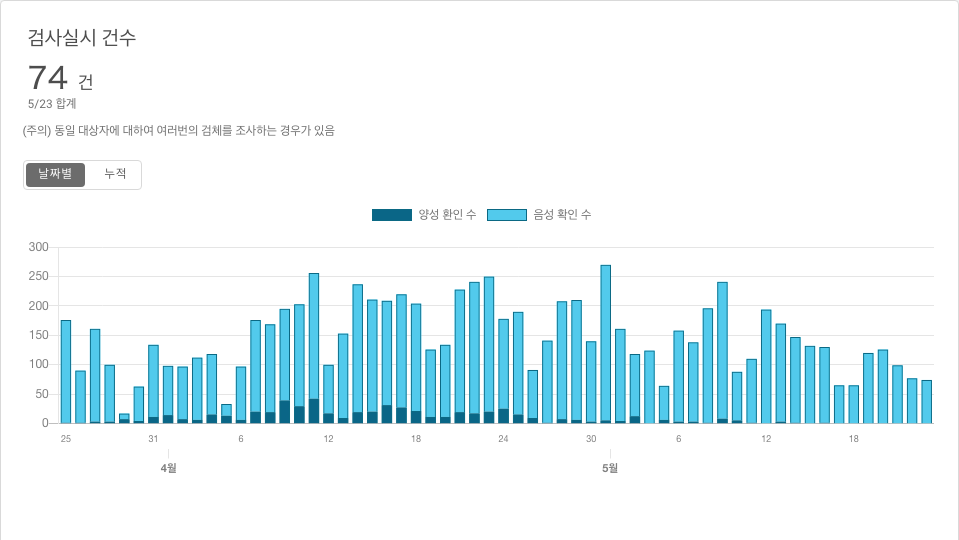 검사실시 건수
74 건
5/23 합계
(주의) 동일 대상자에 대하여 여러번의 검체를 조사하는 경우가 있음
날짜별 누적
양성 환인 수 음성 확인 수
300
250
200
150
100
50
0
25 31 6 12 18 24 30 6 12 18
4월 5월